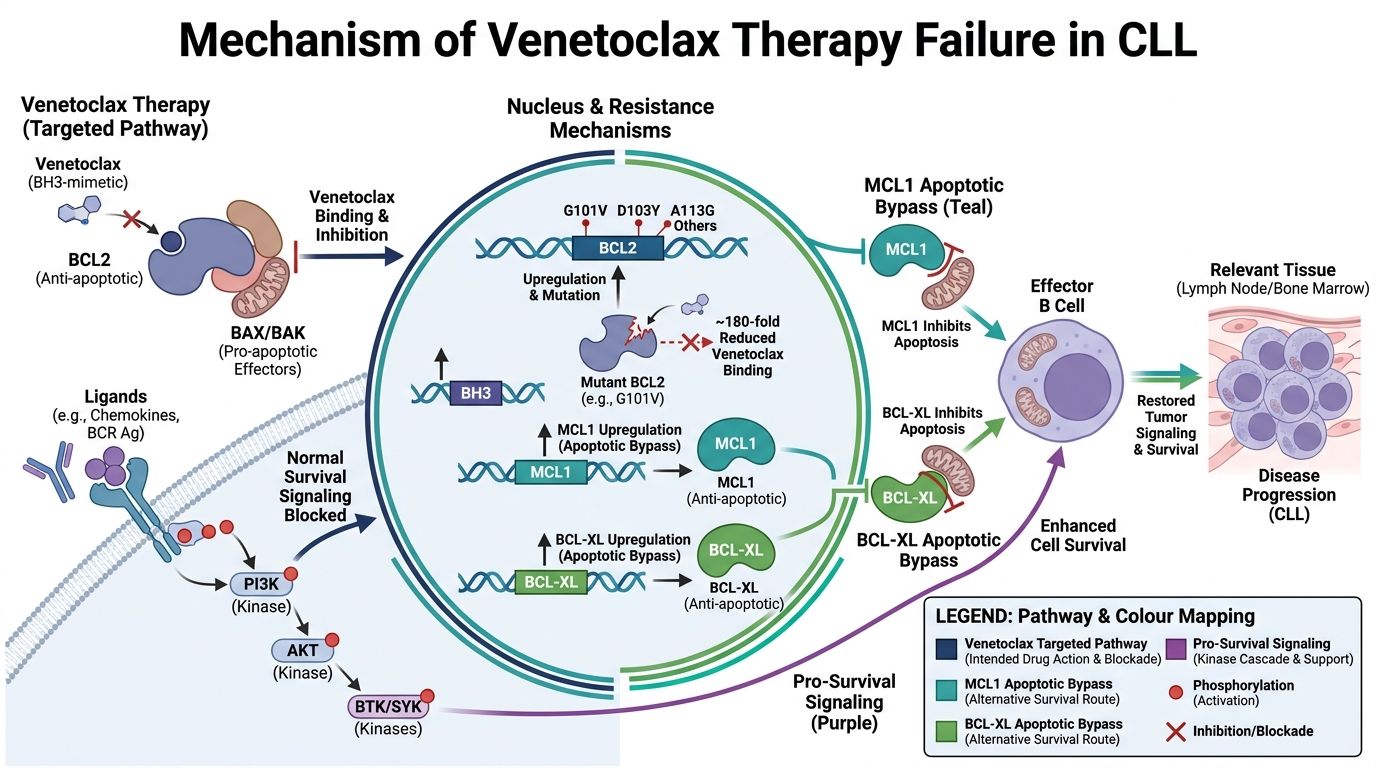 Mechanism of Venetoclax Therapy Failure in CLL
Venetoclax Therapy
(Targeted Pathway)
Venetoclax
(BH3-mimetic)
BCL2
(Anti-apoptotic)
BAX/BAK
(Pro-apoptotic
Effectors)
Venetoclax
Binding &
Inhibition
Ligands
(e.g., Chemokines,
BCR Ag)
Normal
Survival
Signaling
Blocked
PI3K
(Kinase)
AKT
(Kinase)
BTK/SYK
(Kinases)
Nucleus & Resistance
Mechanisms
G101V
D103Y
A113G
Others
BCL2
Upregulation
& Mutation
~180-fold
Reduced
Venetoclax
Binding
Mutant BCL2
(e.g., G101V)
BH3
MCL1 Upregulation
(Apoptotic Bypass)
MCL1
MCL1
MCL1
(Anti-apoptotic)
BCL-XL Upregulation
(Apoptotic Bypass)
BCL-XL
BCL-XL
BCL-XL
(Anti-apoptotic)
MCL1 Apoptotic
Bypass (Teal)
MCL1
MCL1 Inhibits
Apoptosis
BCL-XL Inhibits
Apoptosis
BCL-XL
BCL-XL Apoptotic
Bypass
Effector
B Cell
Enhanced
Cell Survival
Pro-Survival
Signaling
(Purple)
Restored
Tumor
Signaling
& Survival
Relevant Tissue
(Lymph Node/Bone Marrow)
Disease
Progression
(CLL)
LEGEND: Pathway & Colour Mapping
Venetoclax Targeted Pathway
(Intended Drug Action & Blockade)
MCL1 Apoptotic Bypass
(Alternative Survival Route)
BCL-XL Apoptotic Bypass
(Alternative Survival Route)
Pro-Survival Signaling
(Kinase Cascade & Support)
Phosphorylation
(Activation)
Inhibition/Blockade